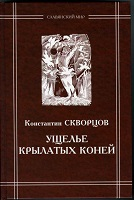 СЛАВЯНСКИЙ МИР
Константин СКВОРЦОВ
УЩЕЛЬЕ
КРЫЛАТЫХ КОНЕЙ